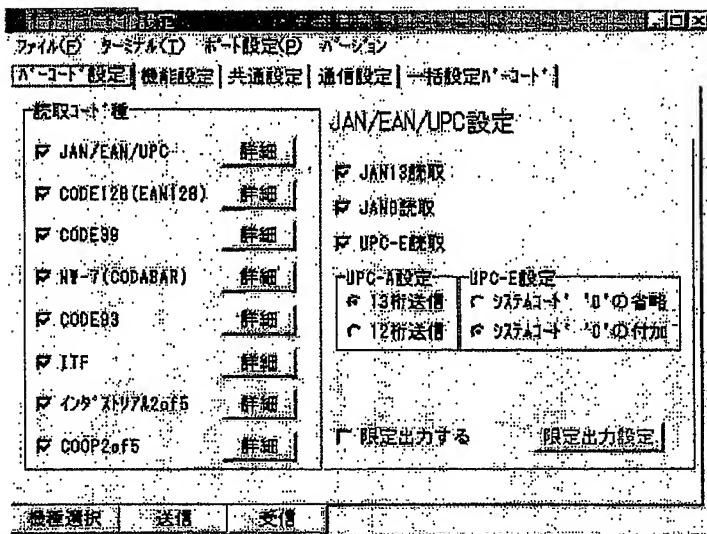 設定
ファイル(F) ターミナル(T) ポート設定(P) バージョン
バーコード設定 機能設定 共通設定 通信設定 一括設定バーコード
読取コード種
JAN/EAN/UPC 詳細
CODE128(EAN128) 詳細
CODE39 詳細
NW-7(CODABAR) 詳細
CODE93 詳細
ITF 詳細
インダストリアル2of5 詳細
COOP2of5 詳細
JAN/EAN/UPC設定
JAN13読取
JAN8読取
UPC-E読取
UPC-A設定
13桁送信
12桁送信
UPC-E設定
システムコード '0'の省略
システムコード '0'の付加
限定出力する 限定出力設定
機種選択 送信 受信